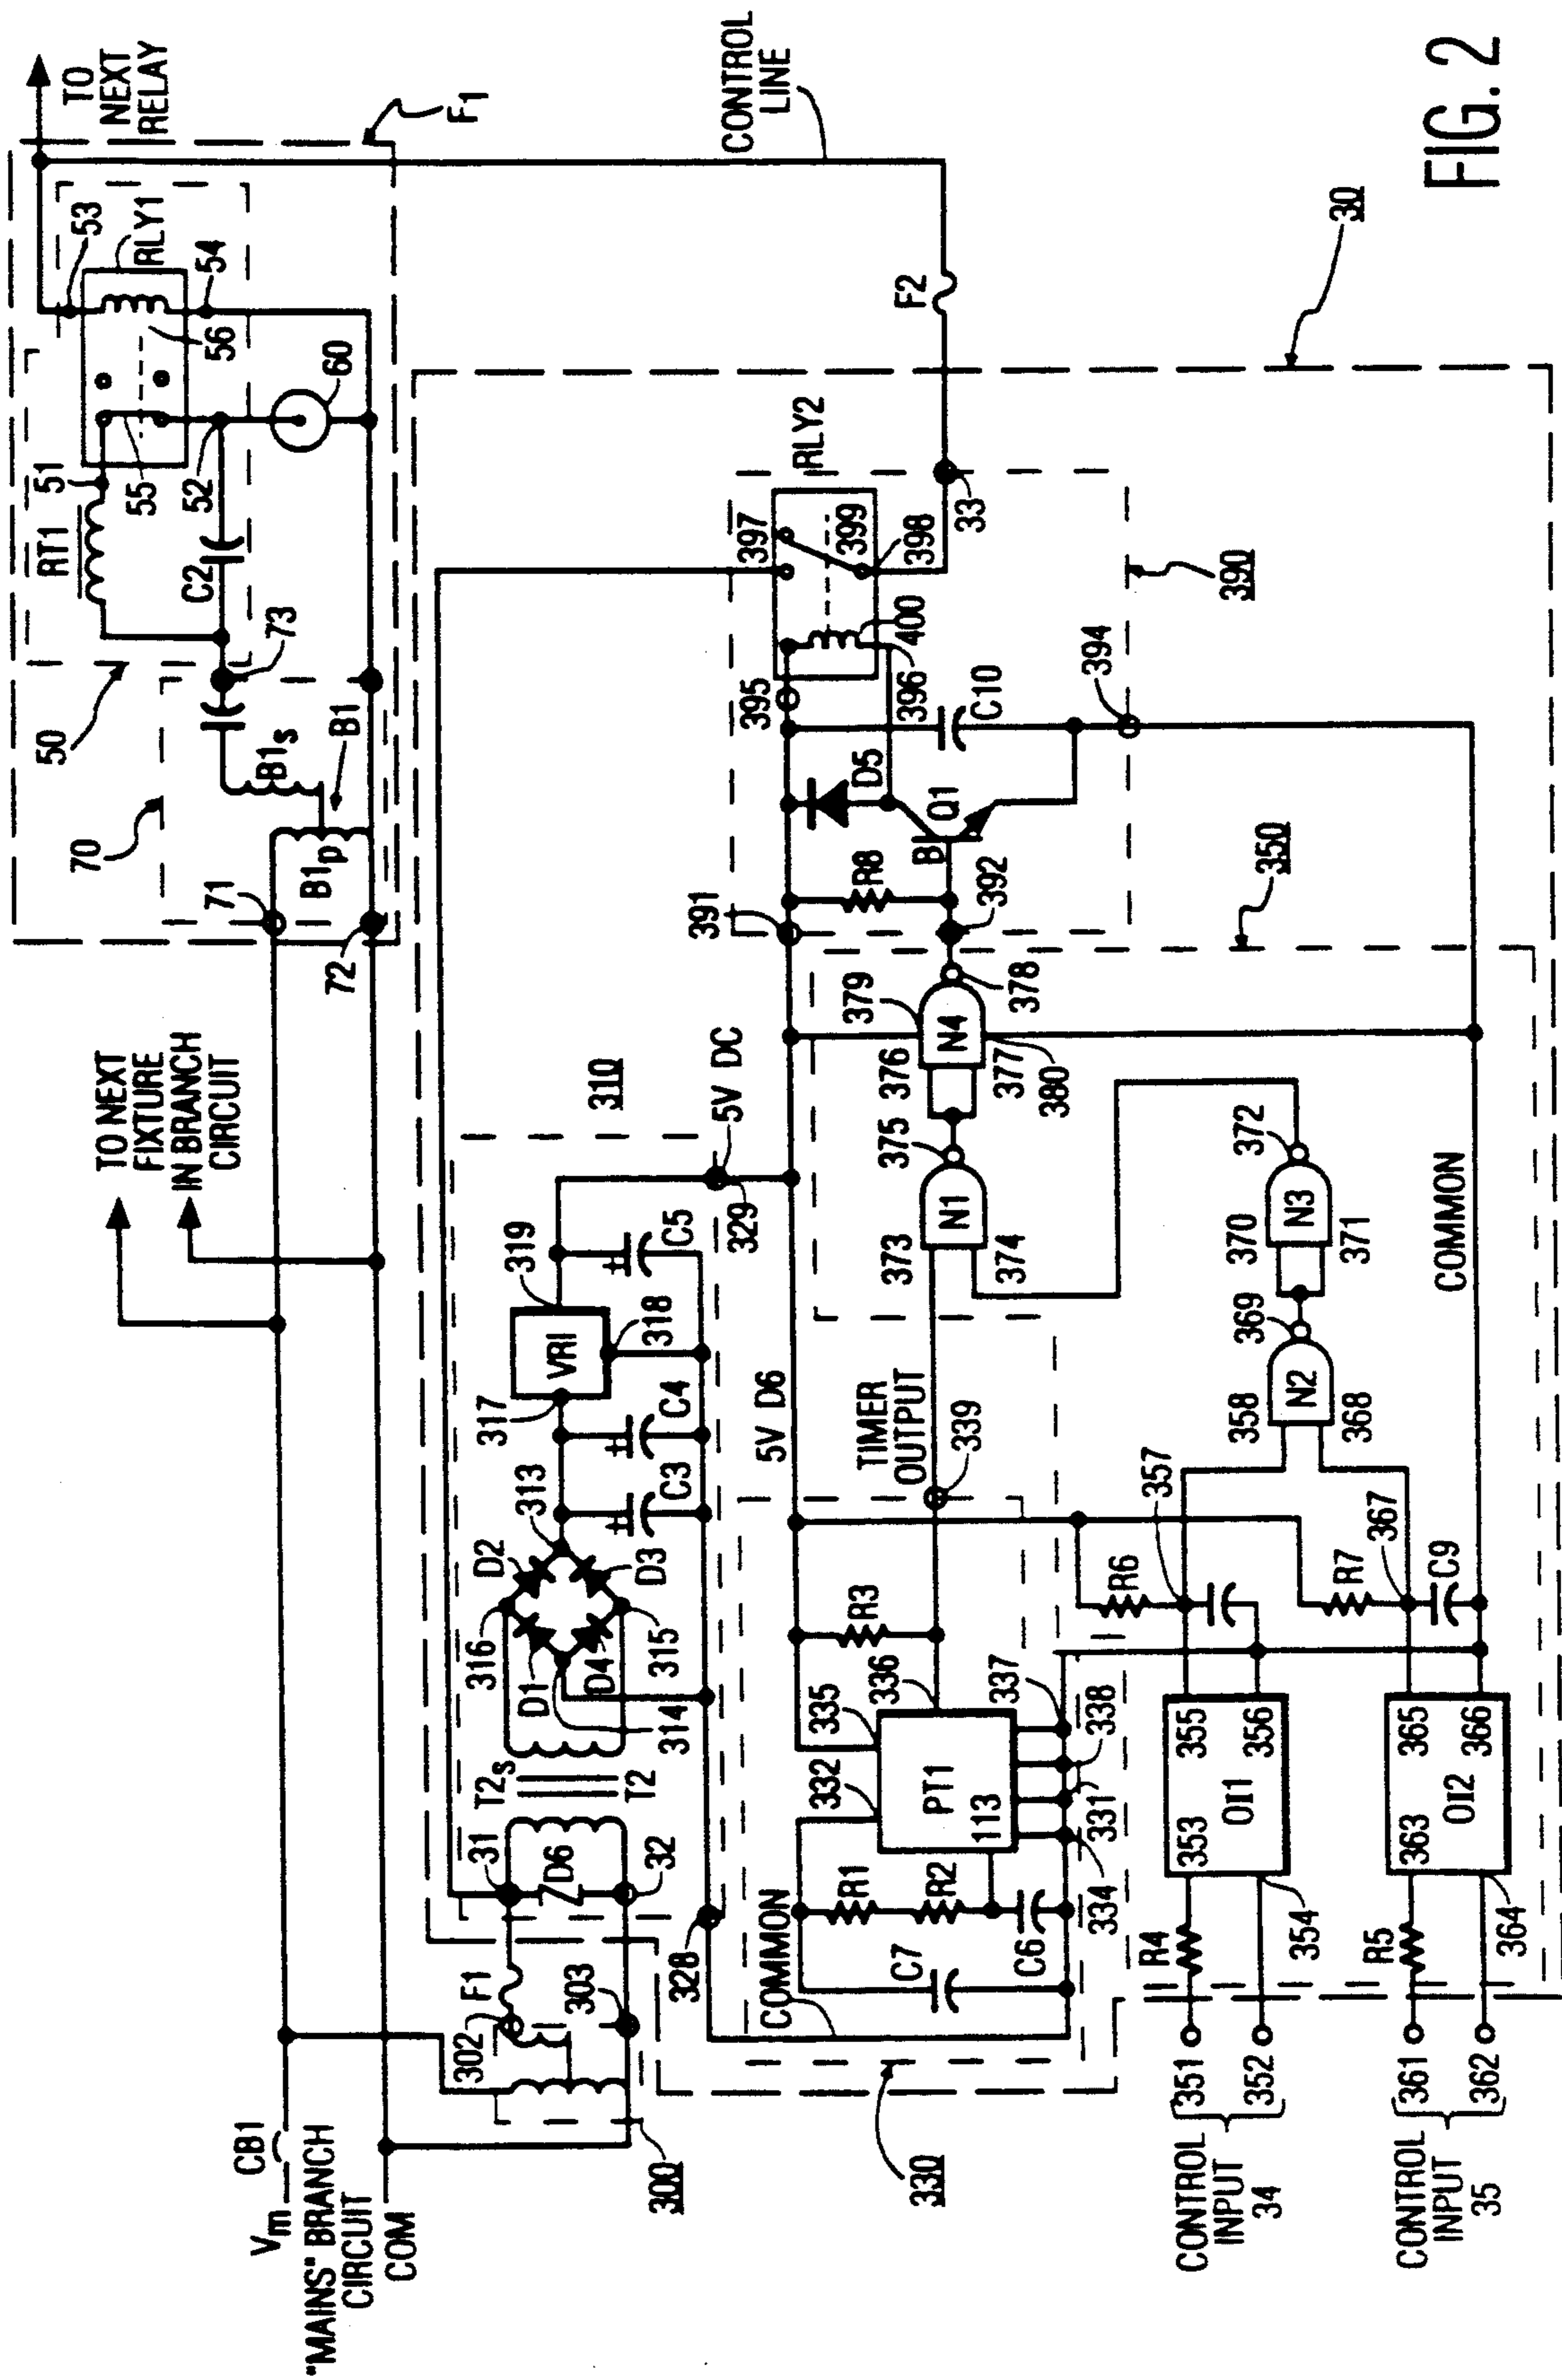 TO
NEXT
RELAY
F1
CONTROL
LINE
FIG. 2
30
53
RLY1
54
56
60
51
55
52
RT1
C2
73
50
B1s
B1
70
B1p
71
72
TO NEXT
FIXTURE
IN BRANCH
CIRCUIT
F2
RLY2
33
397
399
398
400
390
395
396
C10
394
D5
Q1
B
R8
391
392
350
379
378
N4
376
377
380
375
N1
373
374
372
370
N3
371
369
N2
358
368
COMMON
310
5V DC
329
319
C5
VR1
318
317
C4
313
C3
D2
D3
316
D1
D4
315
314
T2s
T2
31
D6
32
328
F1
302
303
300
CB1
Vm
"MAINS" BRANCH
CIRCUIT
COM
5V D6
TIMER
OUTPUT
339
R3
335
336
332
337
338
PT1
331
113
334
R1
R2
C7
C6
COMMON
330
357
R6
367
R7
C9
355
356
353
OI1
365
366
363
OI2
R4
354
R5
364
351
352
361
362
CONTROL
INPUT
34
CONTROL
INPUT
35